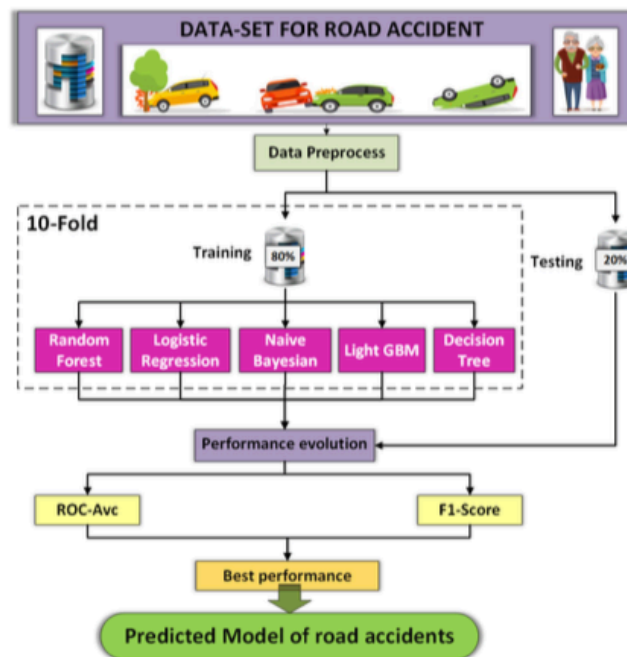 DATA-SET FOR ROAD ACCIDENT
Data Preprocess
10-Fold
Training
80%
Testing
20%
Random
Forest
Logistic
Regression
Naive
Bayesian
Light GBM
Decision
Tree
Performance evolution
ROC-Avc
F1-Score
Best performance
Predicted Model of road accidents